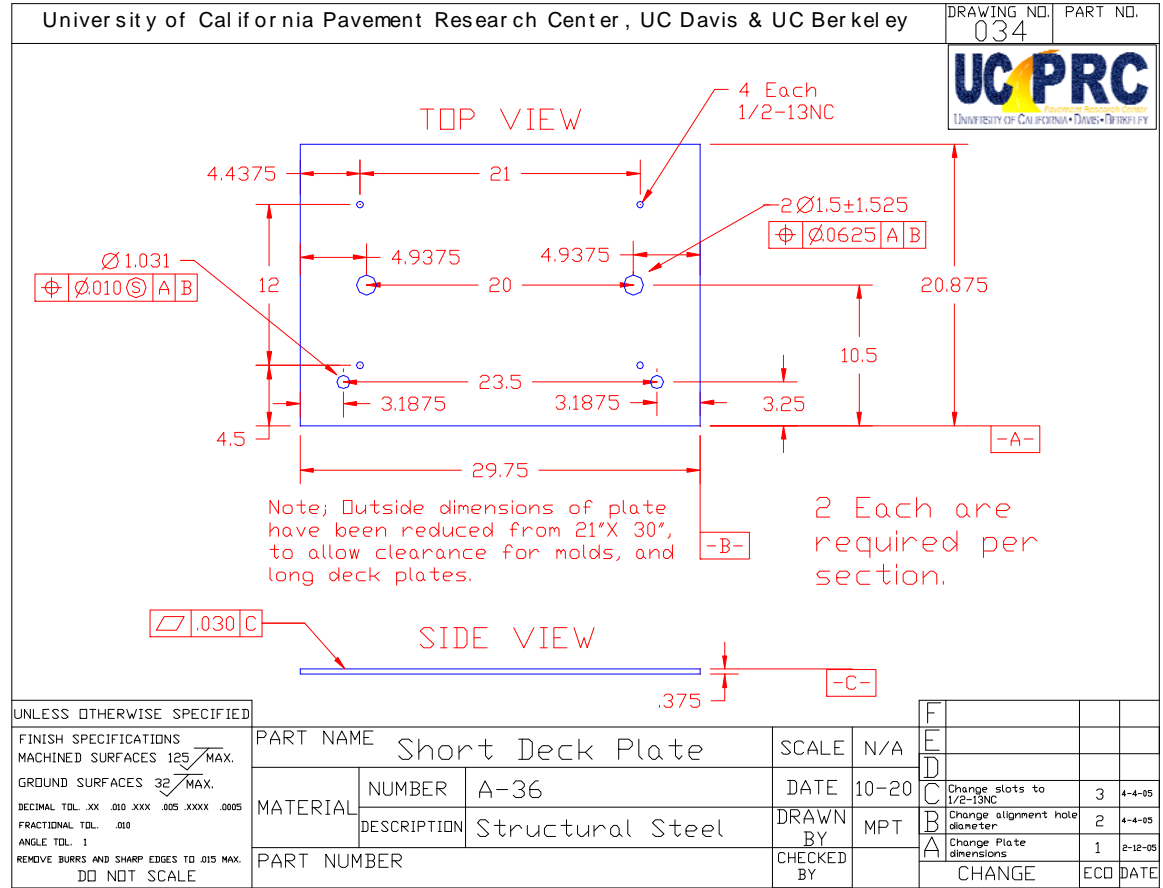 University of California Pavement Research Center, UC Davis & UC Berkeley
DRAWING NO.
034
PART NO.
UCPRC
Pavement Research Center
UNIVERSITY OF CALIFORNIA • DAVIS • BERKELEY
TOP VIEW
4 Each
1/2-13NC
4.4375
21
2 Ø1.5±1.525
⌖ Ø.0625 A B
4.9375
4.9375
Ø1.031
⌖ Ø.010 Ⓢ A B
12
20
20.875
10.5
23.5
3.1875
3.1875
3.25
4.5
-A-
29.75
Note; Outside dimensions of plate
have been reduced from 21"X 30",
to allow clearance for molds, and
long deck plates.
-B-
2 Each are
required per
section.
⏥ .030 C
SIDE VIEW
.375
-C-
UNLESS OTHERWISE SPECIFIED
FINISH SPECIFICATIONS
MACHINED SURFACES 125 MAX.
GROUND SURFACES 32 MAX.
DECIMAL TOL. .XX .010 .XXX .005 .XXXX .0005
FRACTIONAL TOL. .010
ANGLE TOL. 1
REMOVE BURRS AND SHARP EDGES TO .015 MAX.
DO NOT SCALE
PART NAME
Short Deck Plate
MATERIAL
NUMBER
A-36
DESCRIPTION
Structural Steel
PART NUMBER
SCALE
N/A
DATE
10-20
DRAWN
BY
MPT
CHECKED
BY
F
E
D
C
Change slots to
1/2-13NC
3
4-4-05
B
Change alignment hole
diameter
2
4-4-05
A
Change Plate
dimensions
1
2-12-05
CHANGE
ECO
DATE